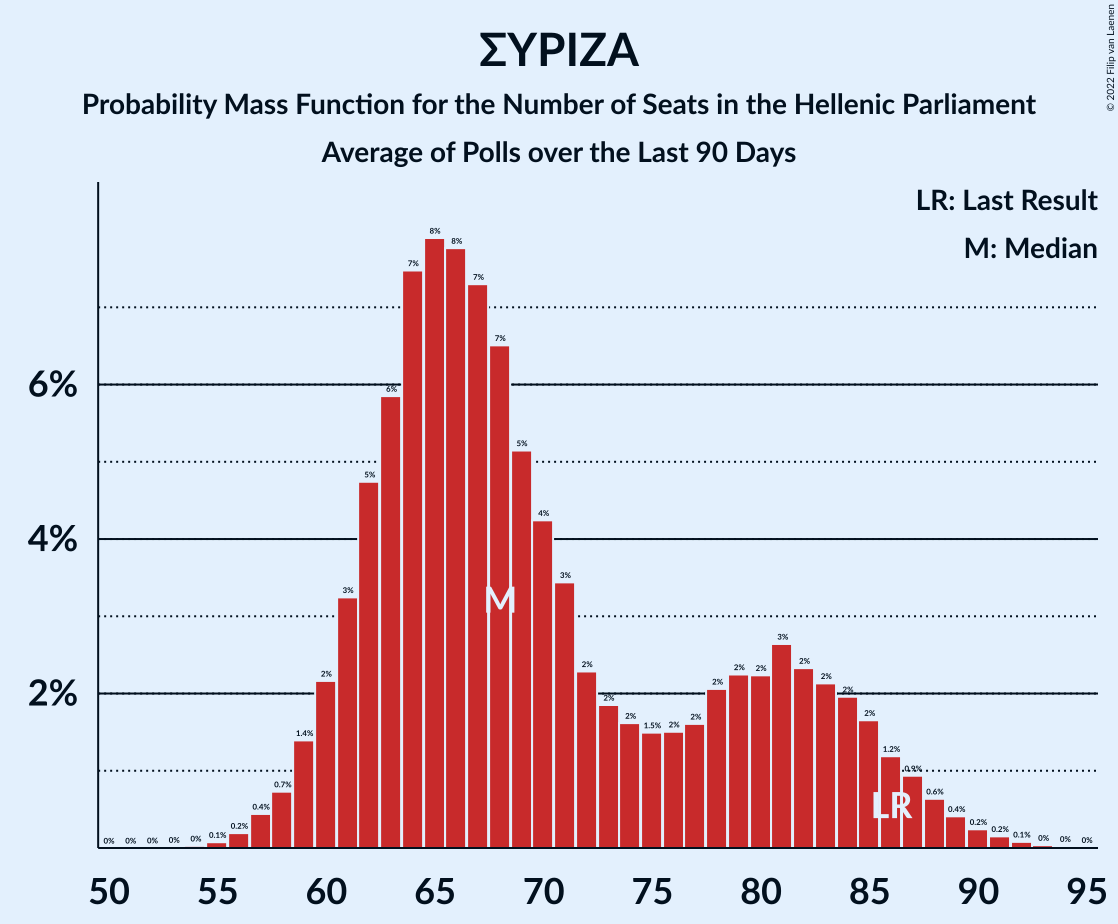 © 2022 Filip van Laenen
ΣΥΡΙΖΑ
Probability Mass Function for the Number of Seats in the Hellenic Parliament
Average of Polls over the Last 90 Days
LR: Last Result
M: Median
6%
4%
2%
0% 0% 0% 0% 0% 0.1% 0.2% 0.4% 0.7% 1.4% 2% 3% 5% 6% 7% 8% 8% 7% 7% 5% 4% 3% 2% 2% 2% 1.5% 2% 2% 2% 2% 2% 3% 2% 2% 2% 2% 1.2% 0.9% 0.6% 0.4% 0.2% 0.2% 0.1% 0% 0% 0%
M
LR
50 55 60 65 70 75 80 85 90 95